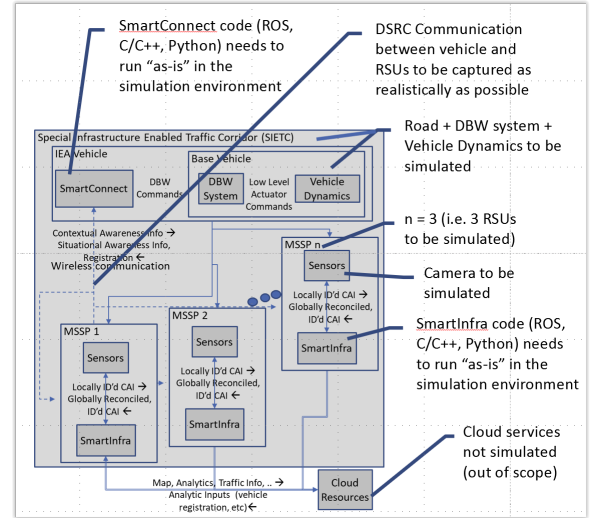 SmartConnect code (ROS,
C/C++, Python) needs to
run “as-is” in the
simulation environment
DSRC Communication
between vehicle and
RSUs to be captured as
realistically as possible
Special Infrastructure Enabled Traffic Corridor (SIETC)
IEA Vehicle
Base Vehicle
SmartConnect
DBW
Commands
DBW
System
Low Level
Actuator
Commands
Vehicle
Dynamics
Road + DBW system +
Vehicle Dynamics to be
simulated
Contextual Awareness Info →
Situational Awareness Info,
Registration ←
Wireless communication
n = 3 (i.e. 3 RSUs
to be simulated)
MSSP n
Sensors
Locally ID’d CAI →
Globally Reconciled,
ID’d CAI ←
SmartInfra
Camera to be
simulated
SmartInfra code (ROS,
C/C++, Python) needs
to run “as-is” in the
simulation environment
MSSP 1
Sensors
Locally ID’d CAI →
Globally Reconciled,
ID’d CAI ←
SmartInfra
MSSP 2
Sensors
Locally ID’d CAI →
Globally Reconciled,
ID’d CAI ←
SmartInfra
Cloud services
not simulated
(out of scope)
Map, Analytics, Traffic Info, .. →
Analytic Inputs (vehicle
registration, etc)←
Cloud
Resources